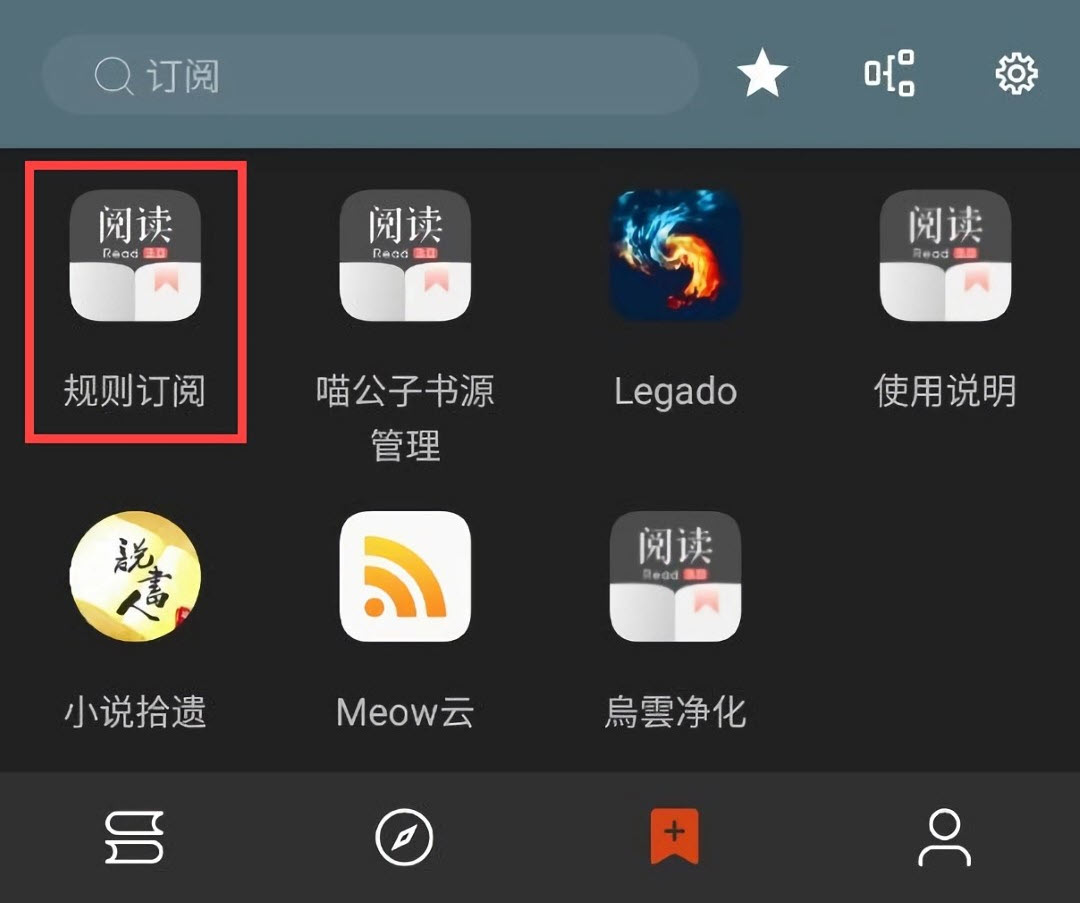 订阅
阅读
Read 3.0
阅读
Read 3.0
阅读
Read 3.0
规则订阅
喵公子书源
管理
Legado
使用说明
説書人
阅读
Read 3.0
小说拾遗
Meow云
烏雲净化